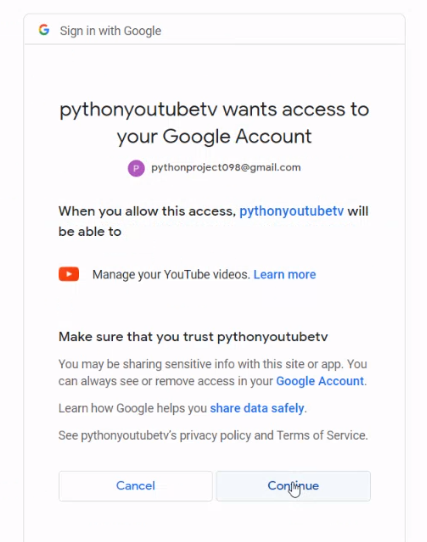 Sign in with Google
pythonyoutubetv wants access to
your Google Account
P pythonproject098@gmail.com
When you allow this access, pythonyoutubetv will
be able to
Manage your YouTube videos. Learn more
Make sure that you trust pythonyoutubetv
You may be sharing sensitive info with this site or app. You
can always see or remove access in your Google Account.
Learn how Google helps you share data safely.
See pythonyoutubetv's privacy policy and Terms of Service.
Cancel Continue